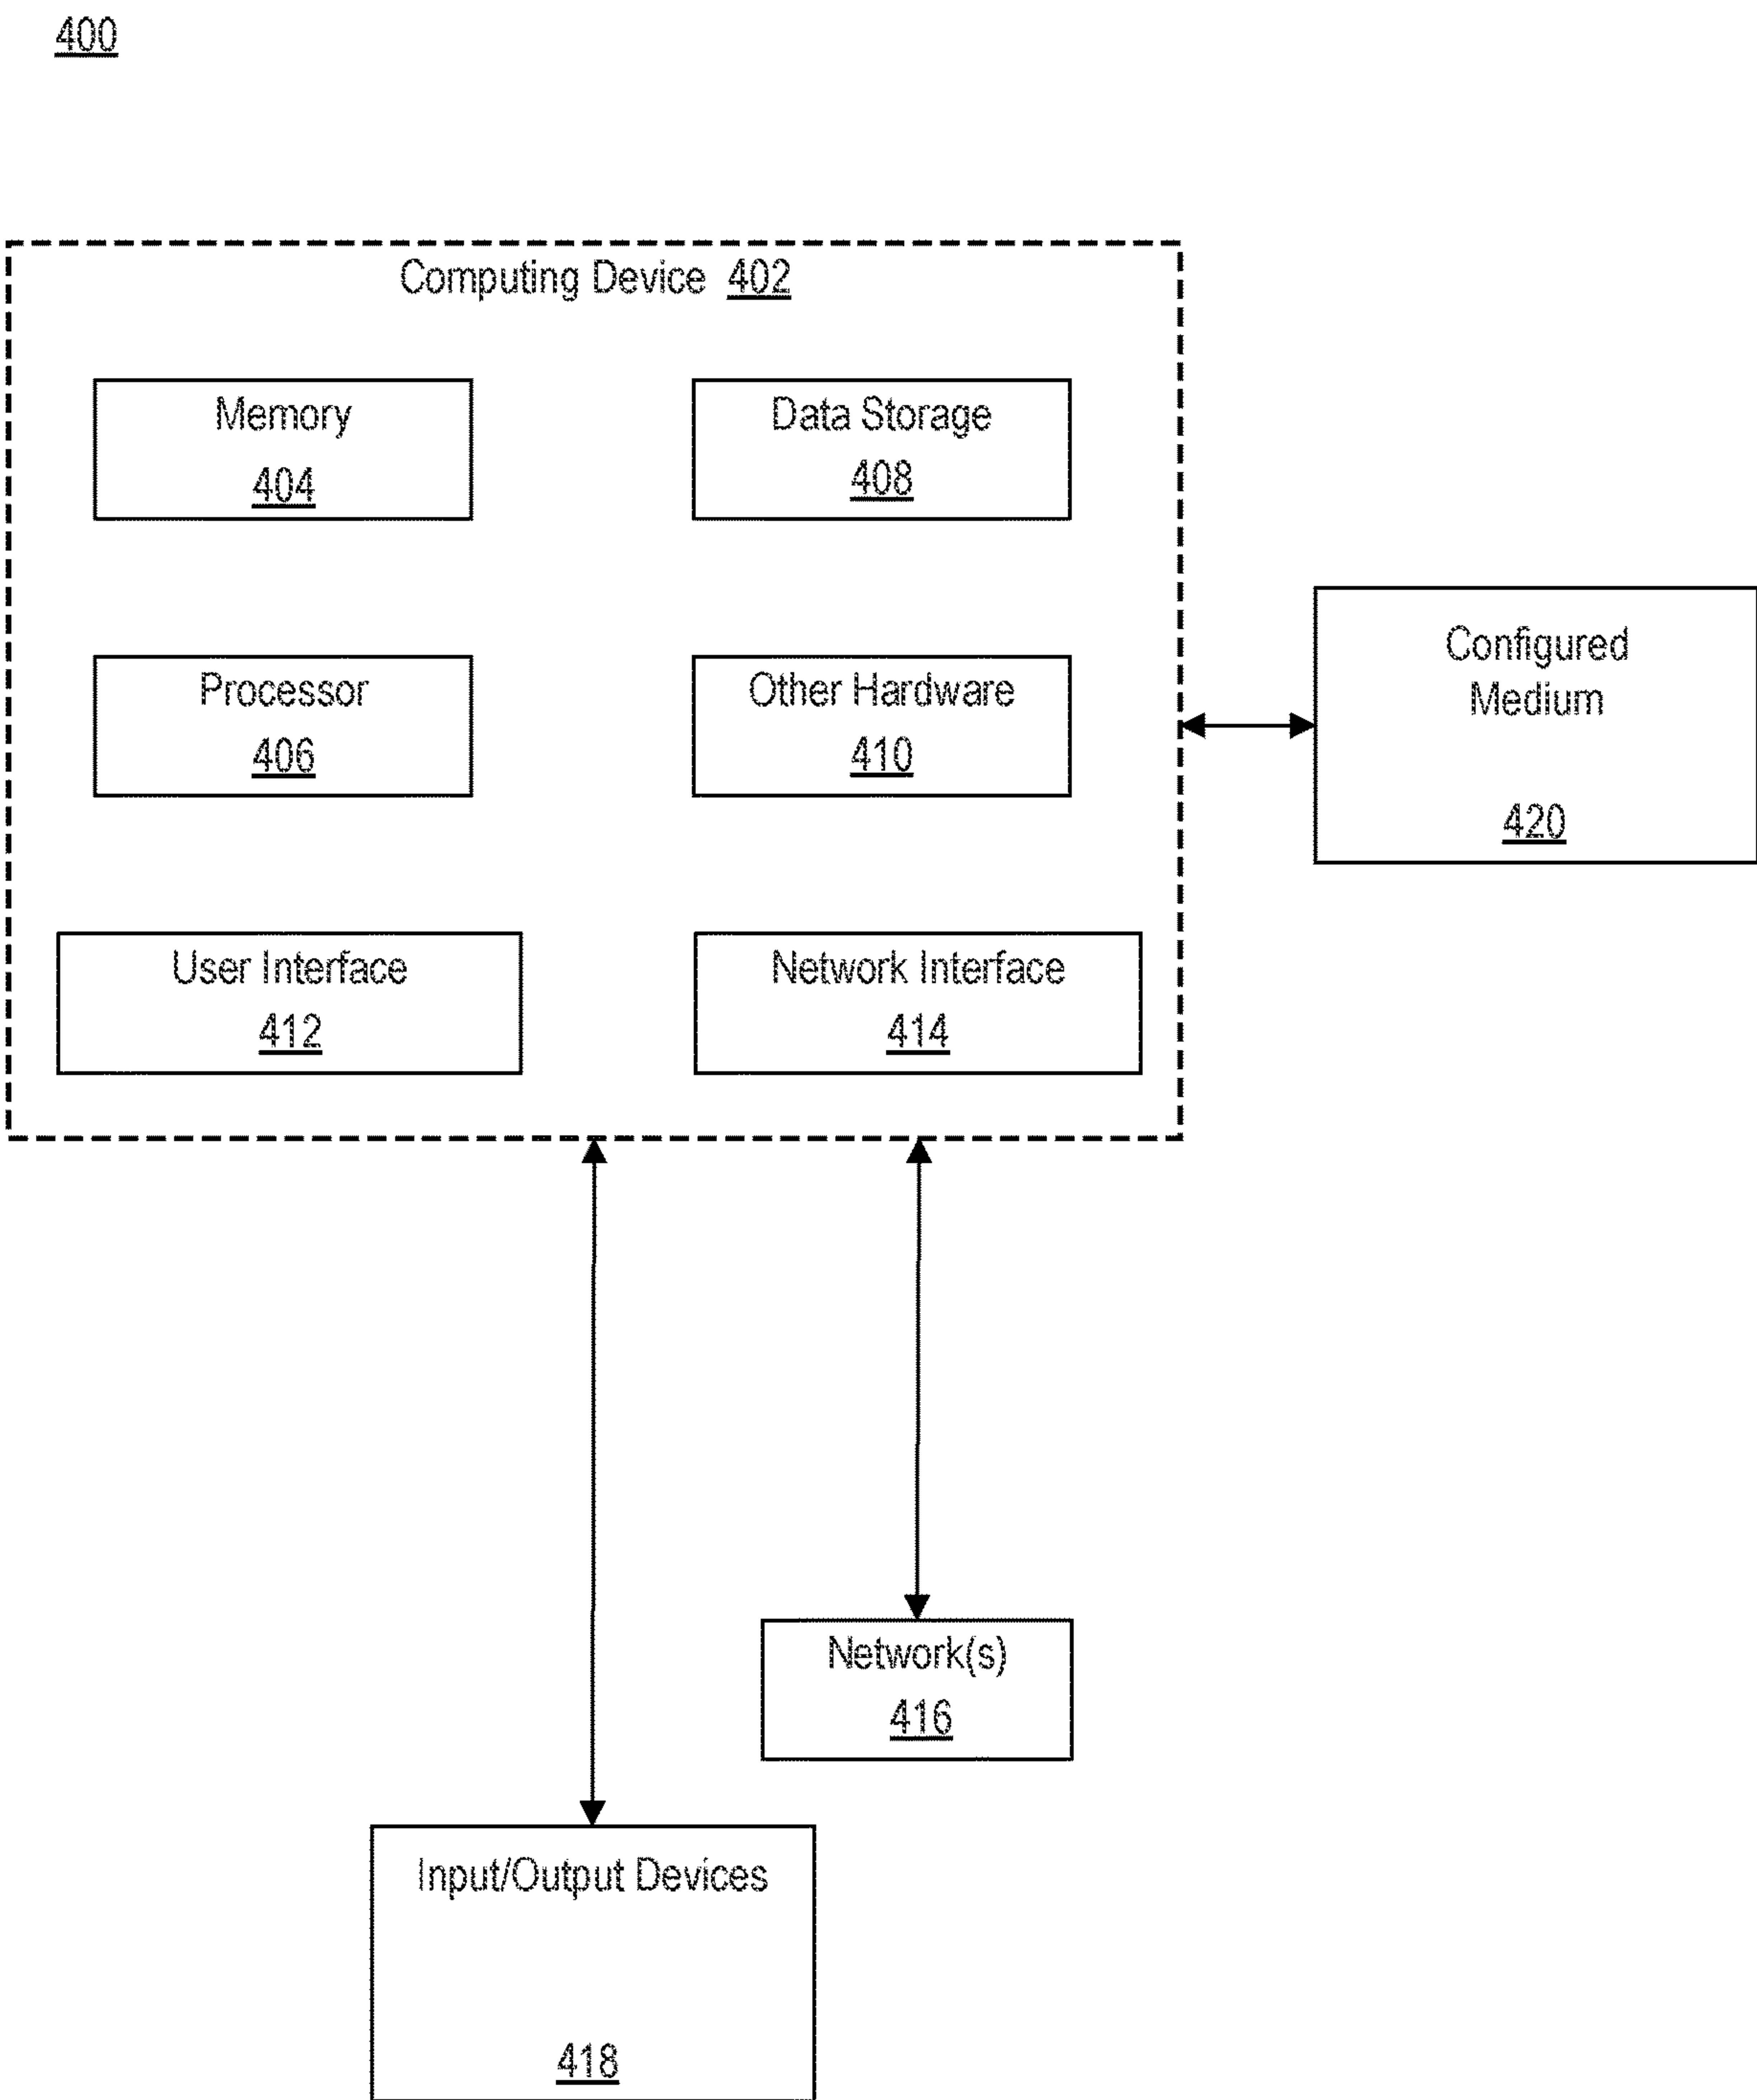 400
Computing Device 402
Memory
404
Data Storage
408
Processor
406
Other Hardware
410
Configured
Medium
420
User Interface
412
Network Interface
414
Network(s)
416
Input/Output Devices
418